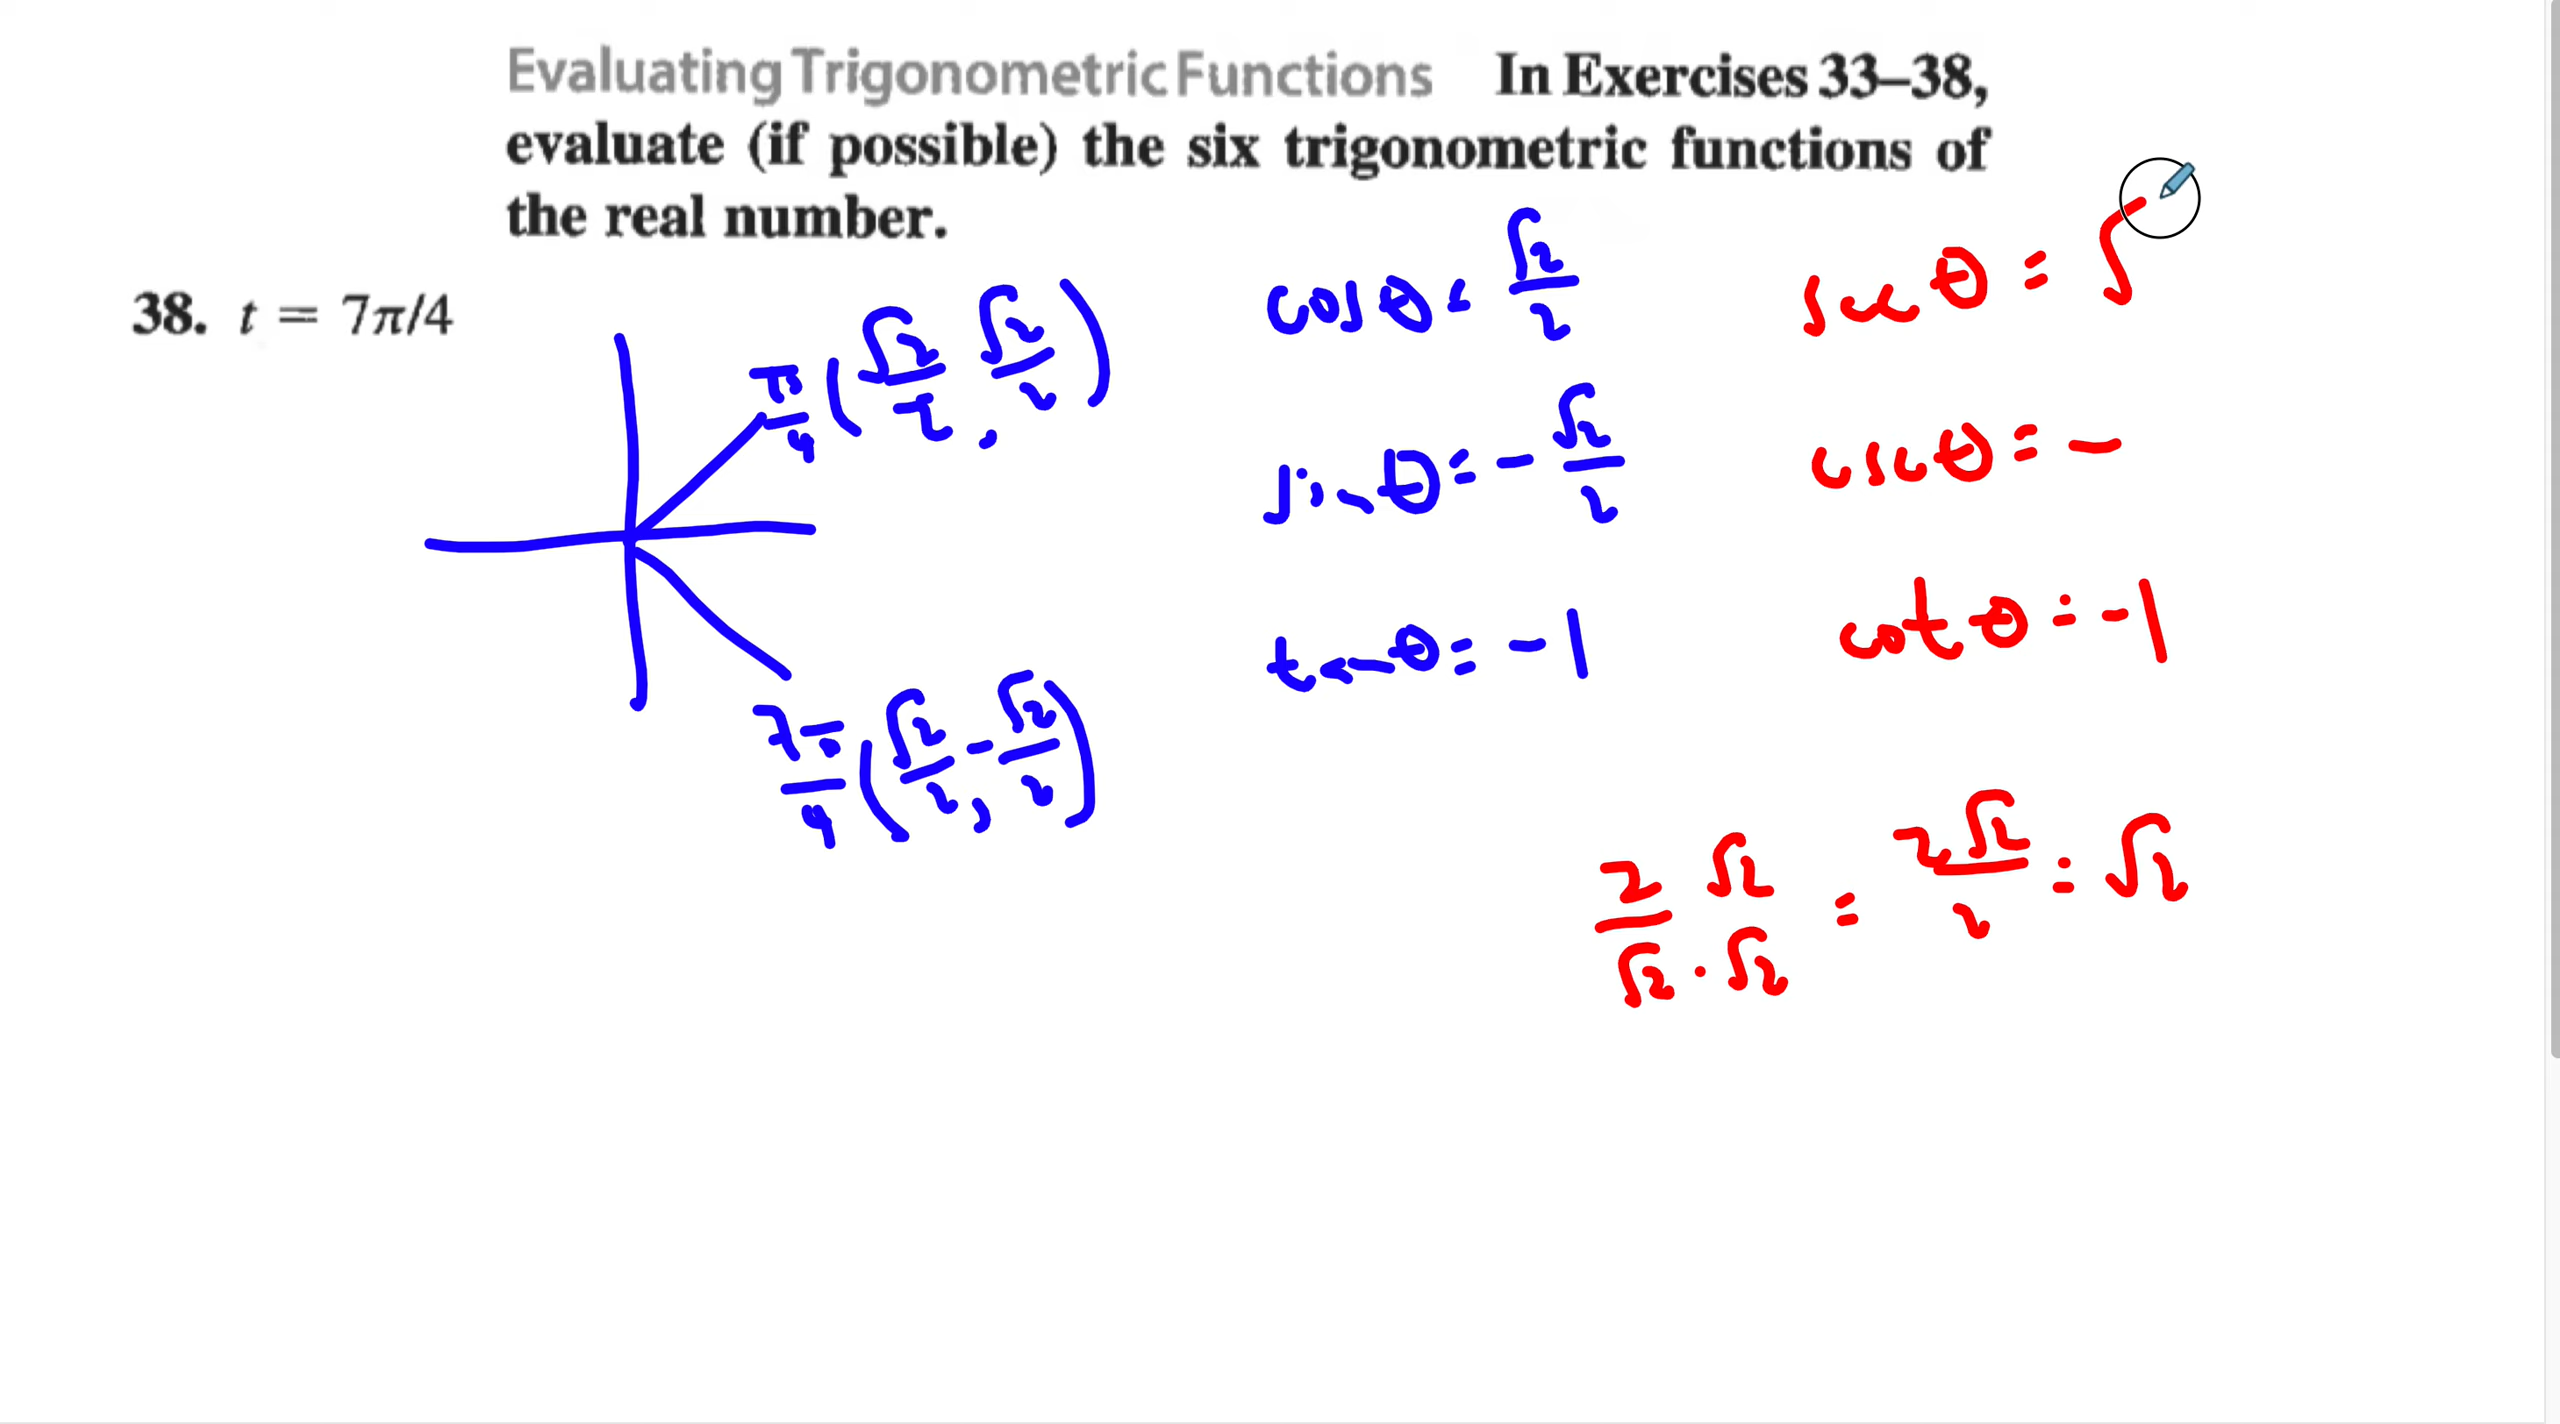 Evaluating Trigonometric Functions In Exercises 33–38,
evaluate (if possible) the six trigonometric functions of
the real number.
38. t = 7π/4
π/4 (√2/2, √2/2)
7π/4 (√2/2, -√2/2)
cos θ = √2/2
sin θ = -√2/2
tan θ = -1
sec θ = √
csc θ = -
cot θ = -1
2/√2 · √2/√2 = 2√2/2 = √2